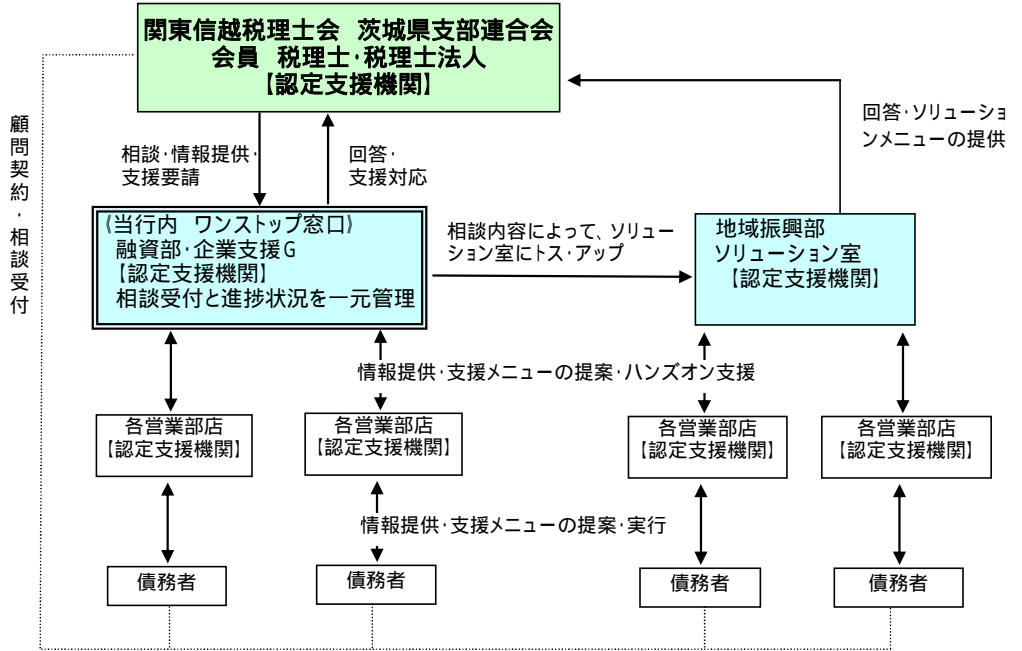 関東信越税理士会 茨城県支部連合会
会員 税理士・税理士法人
【認定支援機関】
顧問契約・相談受付
相談・情報提供・
支援要請
回答・
支援対応
回答・ソリューショ
ンメニューの提供
《当行内 ワンストップ窓口》
融資部・企業支援G
【認定支援機関】
相談受付と進捗状況を一元管理
相談内容によって、ソリュー
ション室にトス・アップ
地域振興部
ソリューション室
【認定支援機関】
情報提供・支援メニューの提案・ハンズオン支援
各営業部店
【認定支援機関】
各営業部店
【認定支援機関】
各営業部店
【認定支援機関】
各営業部店
【認定支援機関】
情報提供・支援メニューの提案・実行
債務者
債務者
債務者
債務者